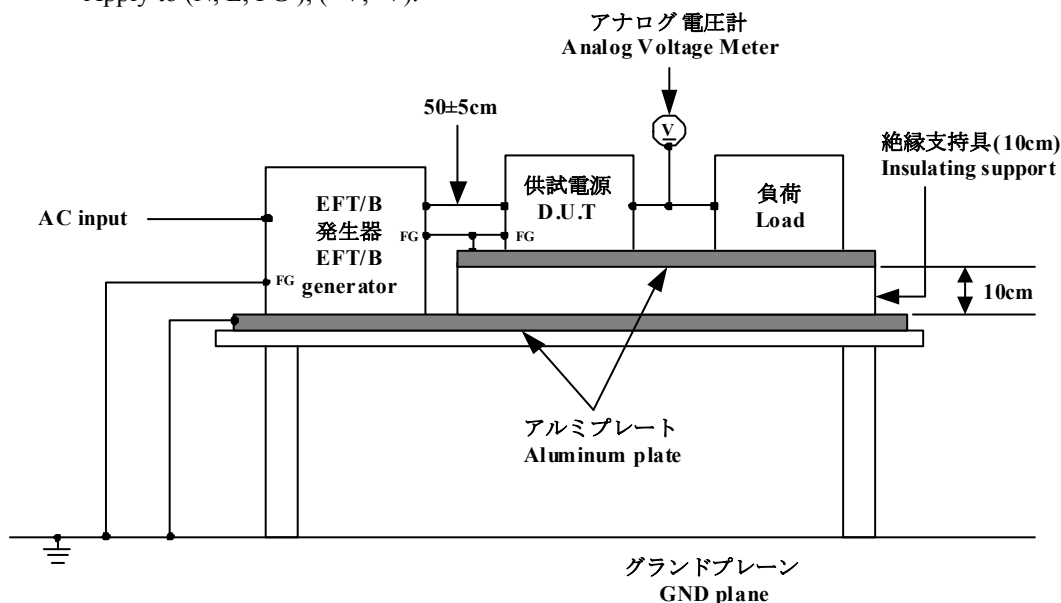 アナログ電圧計
Analog Voltage Meter
50±5cm
V
絶縁支持具(10cm)
Insulating support
供試電源
D.U.T
負荷
Load
AC input
EFT/B
発生器
EFT/B
generator
FG
FG
FG
10cm
アルミプレート
Aluminum plate
グランドプレーン
GND plane